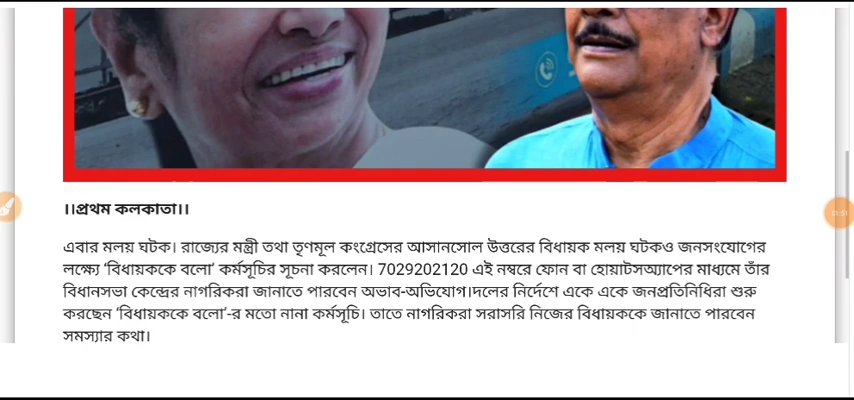 ।।প্রথম কলকাতা।।
এবার মলয় ঘটক। রাজ্যের মন্ত্রী তথা তৃণমূল কংগ্রেসের আসানসোল উত্তরের বিধায়ক মলয় ঘটকও জনসংযোগের
লক্ষ্যে ‘বিধায়ককে বলো’ কর্মসূচির সূচনা করলেন। 7029202120 এই নম্বরে ফোন বা হোয়াটসঅ্যাপের মাধ্যমে তাঁর
বিধানসভা কেন্দ্রের নাগরিকরা জানাতে পারবেন অভাব-অভিযোগ।দলের নির্দেশে একে একে জনপ্রতিনিধিরা শুরু
করছেন ‘বিধায়ককে বলো’-র মতো নানা কর্মসূচি। তাতে নাগরিকরা সরাসরি নিজের বিধায়ককে জানাতে পারবেন
সমস্যার কথা।